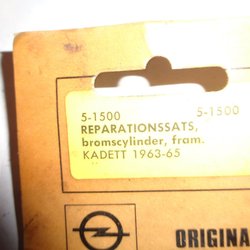 5-1500 5-1500
REPARATIONSSATS,
bromscylinder, fram.
KADETT 1963-65
ORIGINA